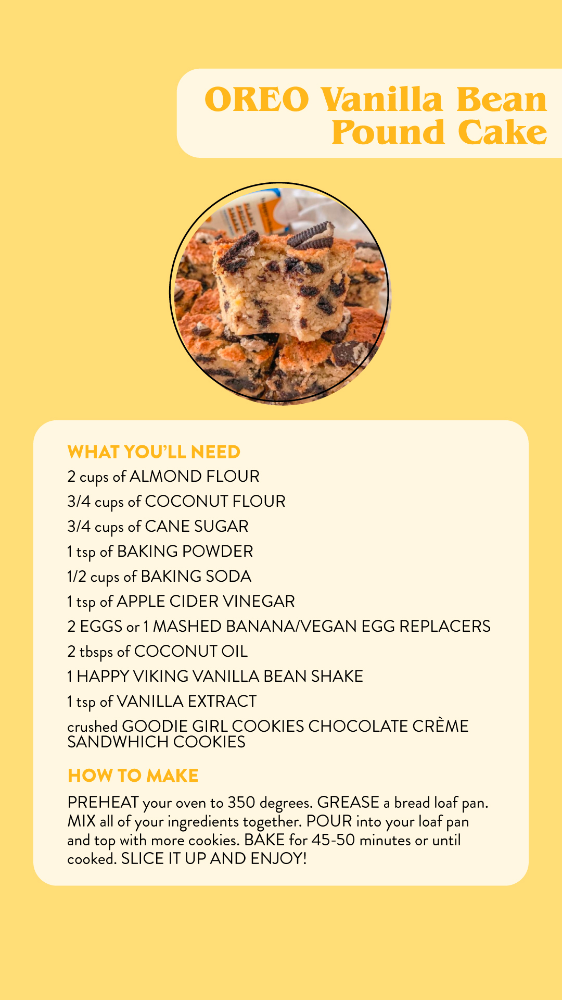 OREO Vanilla Bean
Pound Cake
WHAT YOU'LL NEED
2 cups of ALMOND FLOUR
3/4 cups of COCONUT FLOUR
3/4 cups of CANE SUGAR
1 tsp of BAKING POWDER
1/2 cups of BAKING SODA
1 tsp of APPLE CIDER VINEGAR
2 EGGS or 1 MASHED BANANA/VEGAN EGG REPLACERS
2 tbsps of COCONUT OIL
1 HAPPY VIKING VANILLA BEAN SHAKE
1 tsp of VANILLA EXTRACT
crushed GOODIE GIRL COOKIES CHOCOLATE CRÈME
SANDWHICH COOKIES
HOW TO MAKE
PREHEAT your oven to 350 degrees. GREASE a bread loaf pan.
MIX all of your ingredients together. POUR into your loaf pan
and top with more cookies. BAKE for 45-50 minutes or until
cooked. SLICE IT UP AND ENJOY!